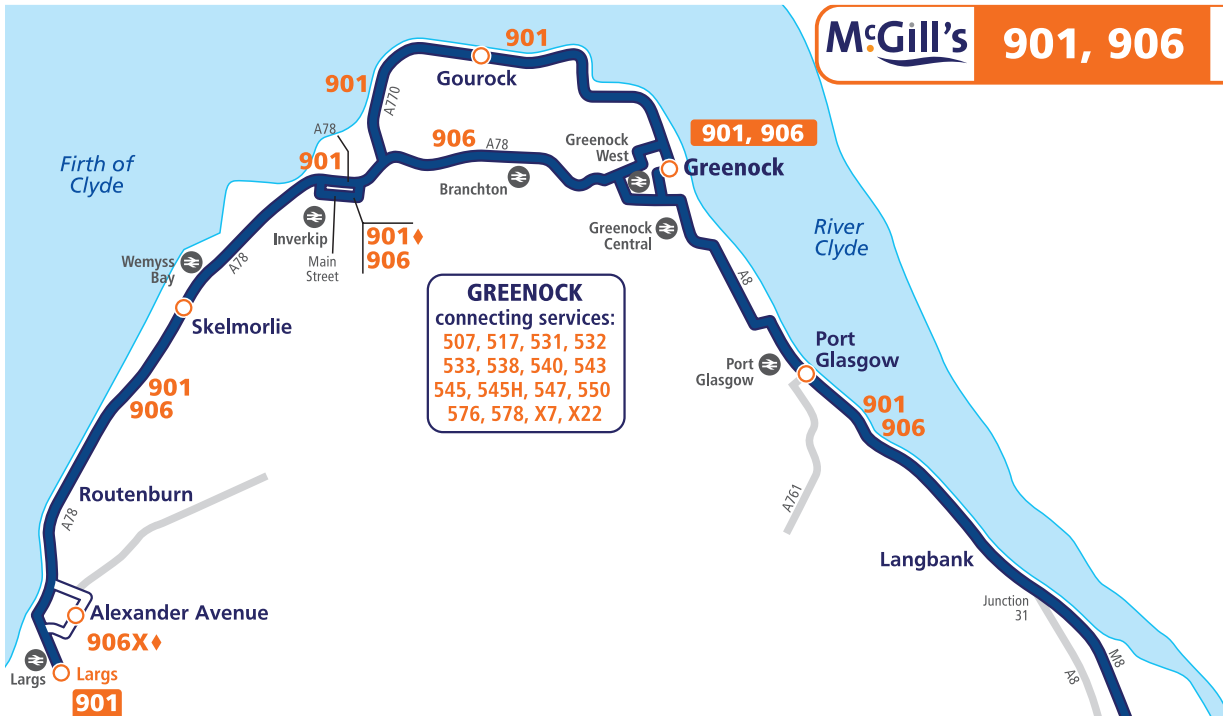 McGill's
901, 906
901
Gourock
901
A770
A78
901
906
A78
Branchton
Greenock
West
901, 906
Greenock
Firth of
Clyde
Inverkip
Main
Street
901♦
906
Greenock
Central
River
Clyde
Wemyss
Bay
A78
Skelmorlie
A8
GREENOCK
connecting services:
507, 517, 531, 532
533, 538, 540, 543
545, 545H, 547, 550
576, 578, X7, X22
Port
Glasgow
Port
Glasgow
901
906
901
906
A761
Routenburn
A78
Langbank
Junction
31
Alexander Avenue
906X♦
Largs
Largs
901
M8
A8